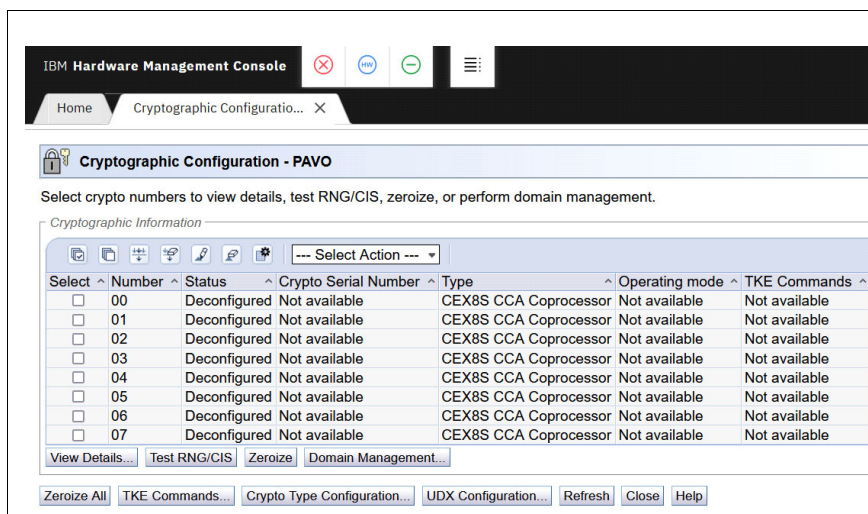 IBM Hardware Management Console HW
Home Cryptographic Configuratio...
Cryptographic Configuration - PAVO
Select crypto numbers to view details, test RNG/CIS, zeroize, or perform domain management.
Cryptographic Information
--- Select Action ---
Select Number Status Crypto Serial Number Type Operating mode TKE Commands
00 Deconfigured Not available CEX8S CCA Coprocessor Not available Not available
01 Deconfigured Not available CEX8S CCA Coprocessor Not available Not available
02 Deconfigured Not available CEX8S CCA Coprocessor Not available Not available
03 Deconfigured Not available CEX8S CCA Coprocessor Not available Not available
04 Deconfigured Not available CEX8S CCA Coprocessor Not available Not available
05 Deconfigured Not available CEX8S CCA Coprocessor Not available Not available
06 Deconfigured Not available CEX8S CCA Coprocessor Not available Not available
07 Deconfigured Not available CEX8S CCA Coprocessor Not available Not available
View Details... Test RNG/CIS Zeroize Domain Management...
Zeroize All TKE Commands... Crypto Type Configuration... UDX Configuration... Refresh Close Help